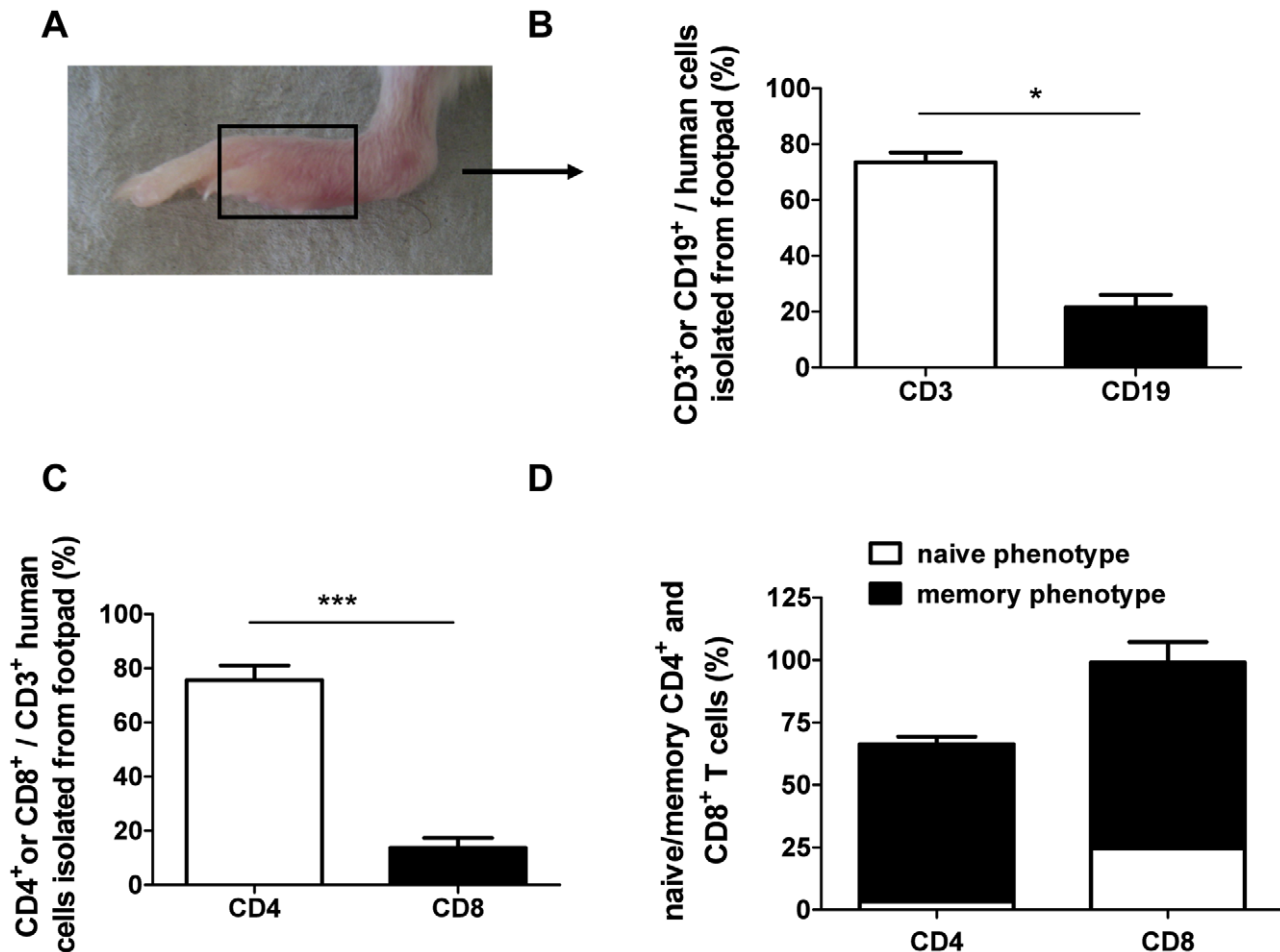 A
B
CD3⁺or CD19⁺ / human cells
isolated from footpad (%)
100
80
60
40
20
0
*
CD3
CD19
C
D
CD4⁺or CD8⁺ / CD3⁺ human
cells isolated from footpad (%)
100
80
60
40
20
0
***
CD4
CD8
naive phenotype
memory phenotype
naive/memory CD4⁺ and
CD8⁺ T cells (%)
125
100
75
50
25
0
CD4
CD8